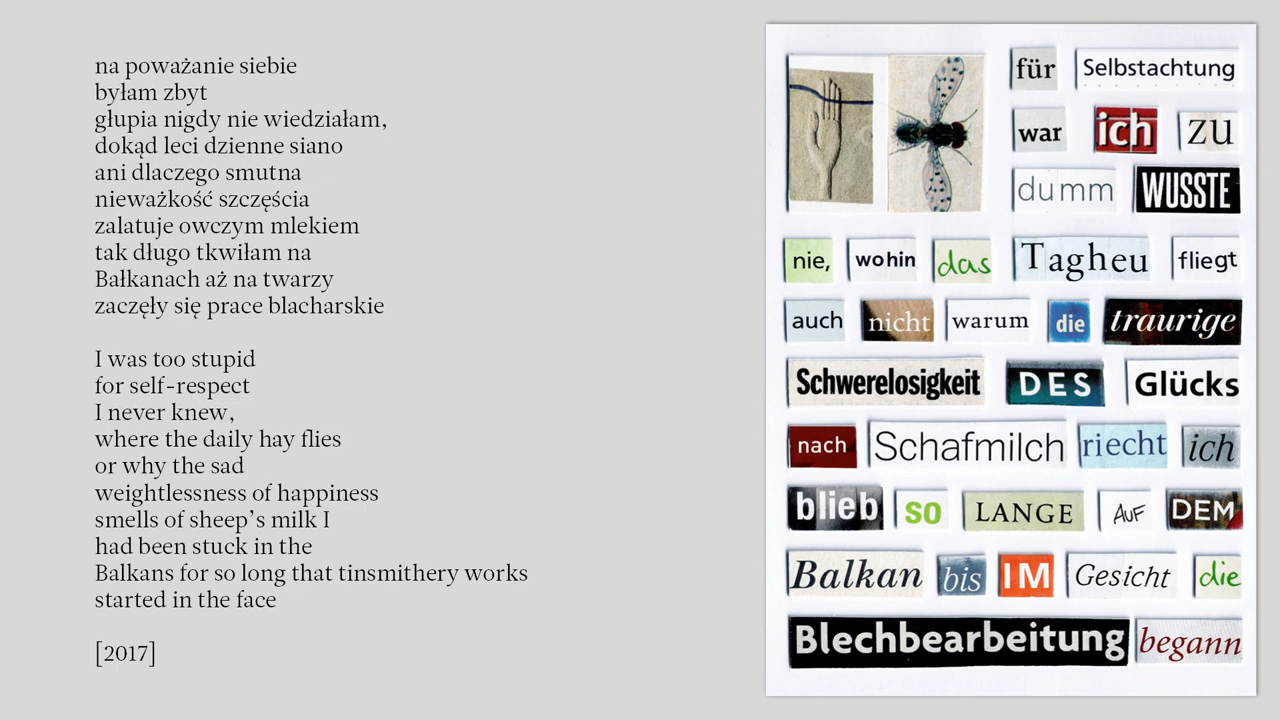 na poważanie siebie
byłam zbyt
głupia nigdy nie wiedziałam,
dokąd leci dzienne siano
ani dlaczego smutna
nieważkość szczęścia
zalatuje owczym mlekiem
tak długo tkwiłam na
Bałkanach aż na twarzy
zaczęły się prace blacharskie
I was too stupid
for self-respect
I never knew,
where the daily hay flies
or why the sad
weightlessness of happiness
smells of sheep’s milk I
had been stuck in the
Balkans for so long that tinsmithery works
started in the face
[2017]
für Selbstachtung
war ich zu
dumm WUSSTE
nie, wohin das Tagheu fliegt
auch nicht warum die traurige
Schwerelosigkeit DES Glücks
nach Schafmilch riecht ich
blieb so LANGE AUF DEM
Balkan bis IM Gesicht die
Blechbearbeitung begann